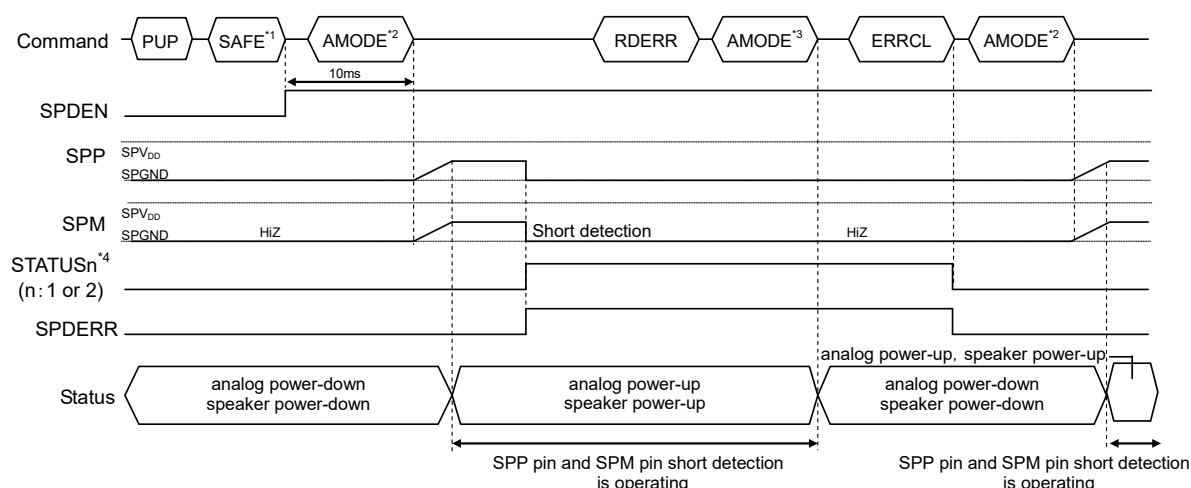 Command PUP SAFE*1 AMODE*2 RDERR AMODE*3 ERRCL AMODE*2
10ms
SPDEN
SPP SPVDD
SPGND
SPM SPVDD
SPGND HiZ Short detection HiZ
STATUSn*4
(n:1 or 2)
SPDERR
analog power-up, speaker power-up
Status analog power-down analog power-up analog power-down
speaker power-down speaker power-up speaker power-down
SPP pin and SPM pin short detection SPP pin and SPM pin short detection
is operating is operating